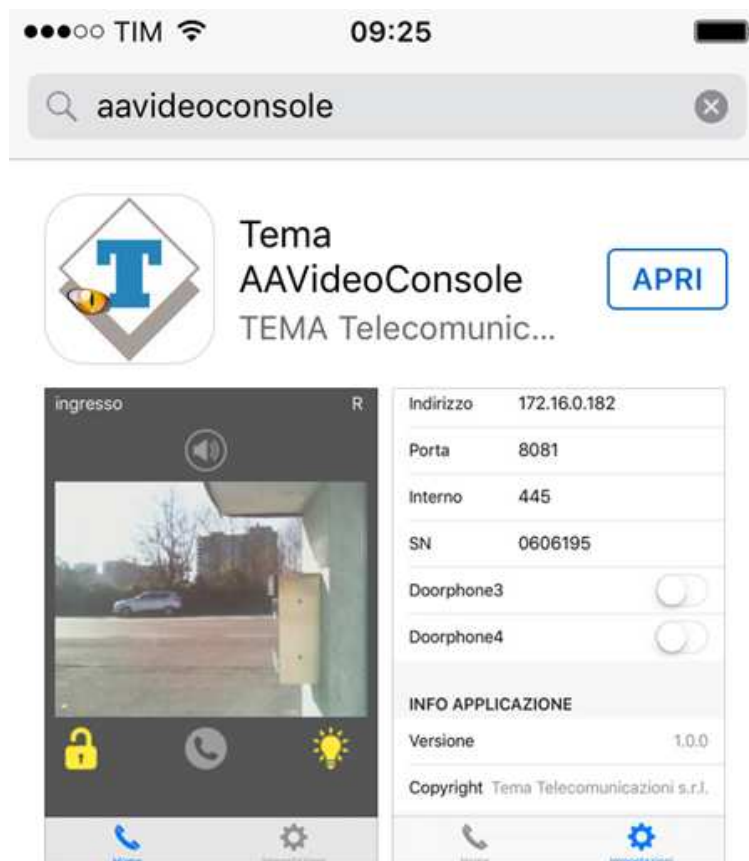 TIM 09:25
aavideoconsole
T
Tema
AAVideoConsole
APRI
TEMA Telecomunic...
ingresso R
Indirizzo 172.16.0.182
Porta 8081
Interno 445
SN 0606195
Doorphone3
Doorphone4
INFO APPLICAZIONE
Versione 1.0.0
Copyright Tema Telecomunicazioni s.r.l.